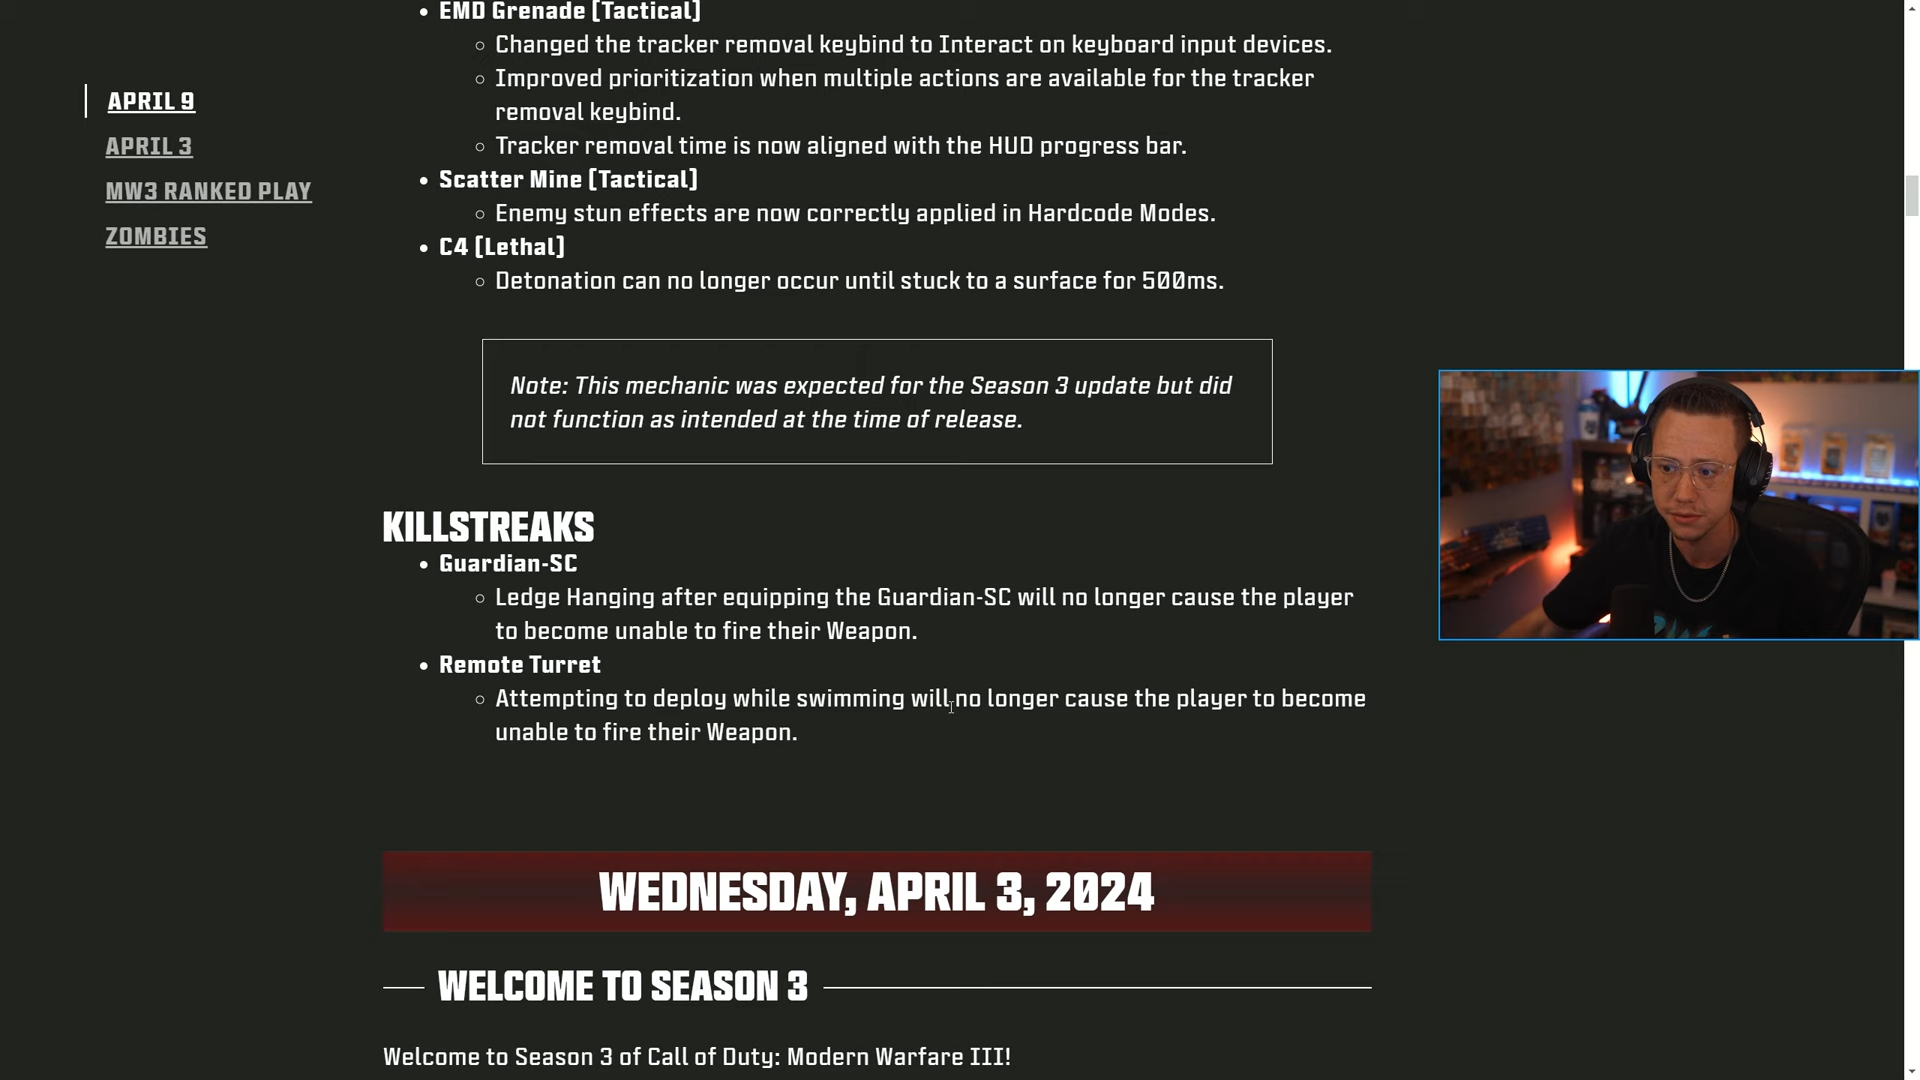 EMD Grenade [Tactical]
Changed the tracker removal keybind to Interact on keyboard input devices.
Improved prioritization when multiple actions are available for the tracker
removal keybind.
Tracker removal time is now aligned with the HUD progress bar.
Scatter Mine [Tactical]
Enemy stun effects are now correctly applied in Hardcode Modes.
C4 [Lethal]
Detonation can no longer occur until stuck to a surface for 500ms.
Note: This mechanic was expected for the Season 3 update but did
not function as intended at the time of release.
KILLSTREAKS
Guardian-SC
Ledge Hanging after equipping the Guardian-SC will no longer cause the player
to become unable to fire their Weapon.
Remote Turret
Attempting to deploy while swimming will no longer cause the player to become
unable to fire their Weapon.
WEDNESDAY, APRIL 3, 2024
WELCOME TO SEASON 3
Welcome to Season 3 of Call of Duty: Modern Warfare III!
APRIL 9
APRIL 3
MW3 RANKED PLAY
ZOMBIES